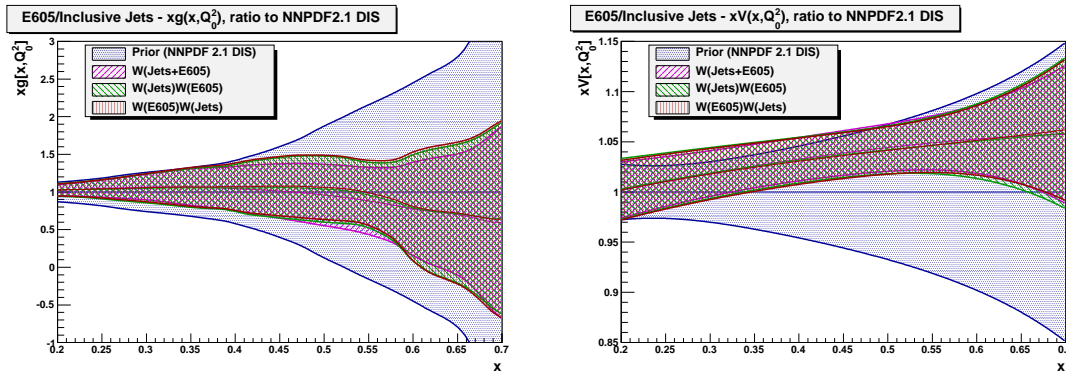 E605/Inclusive Jets - xg(x,Q₀²), ratio to NNPDF2.1 DIS
xg[x,Q₀²]
3
2.5
2
1.5
1
0.5
0
-0.5
-1
Prior (NNPDF 2.1 DIS)
W(Jets+E605)
W(Jets)W(E605)
W(E605)W(Jets)
0.2 0.25 0.3 0.35 0.4 0.45 0.5 0.55 0.6 0.65 0.7
x
E605/Inclusive Jets - xV(x,Q₀²), ratio to NNPDF2.1 DIS
xV[x,Q₀²]
1.15
1.1
1.05
1
0.95
0.9
0.85
Prior (NNPDF 2.1 DIS)
W(Jets+E605)
W(Jets)W(E605)
W(E605)W(Jets)
0.2 0.25 0.3 0.35 0.4 0.45 0.5 0.55 0.6 0.65 0.7
x